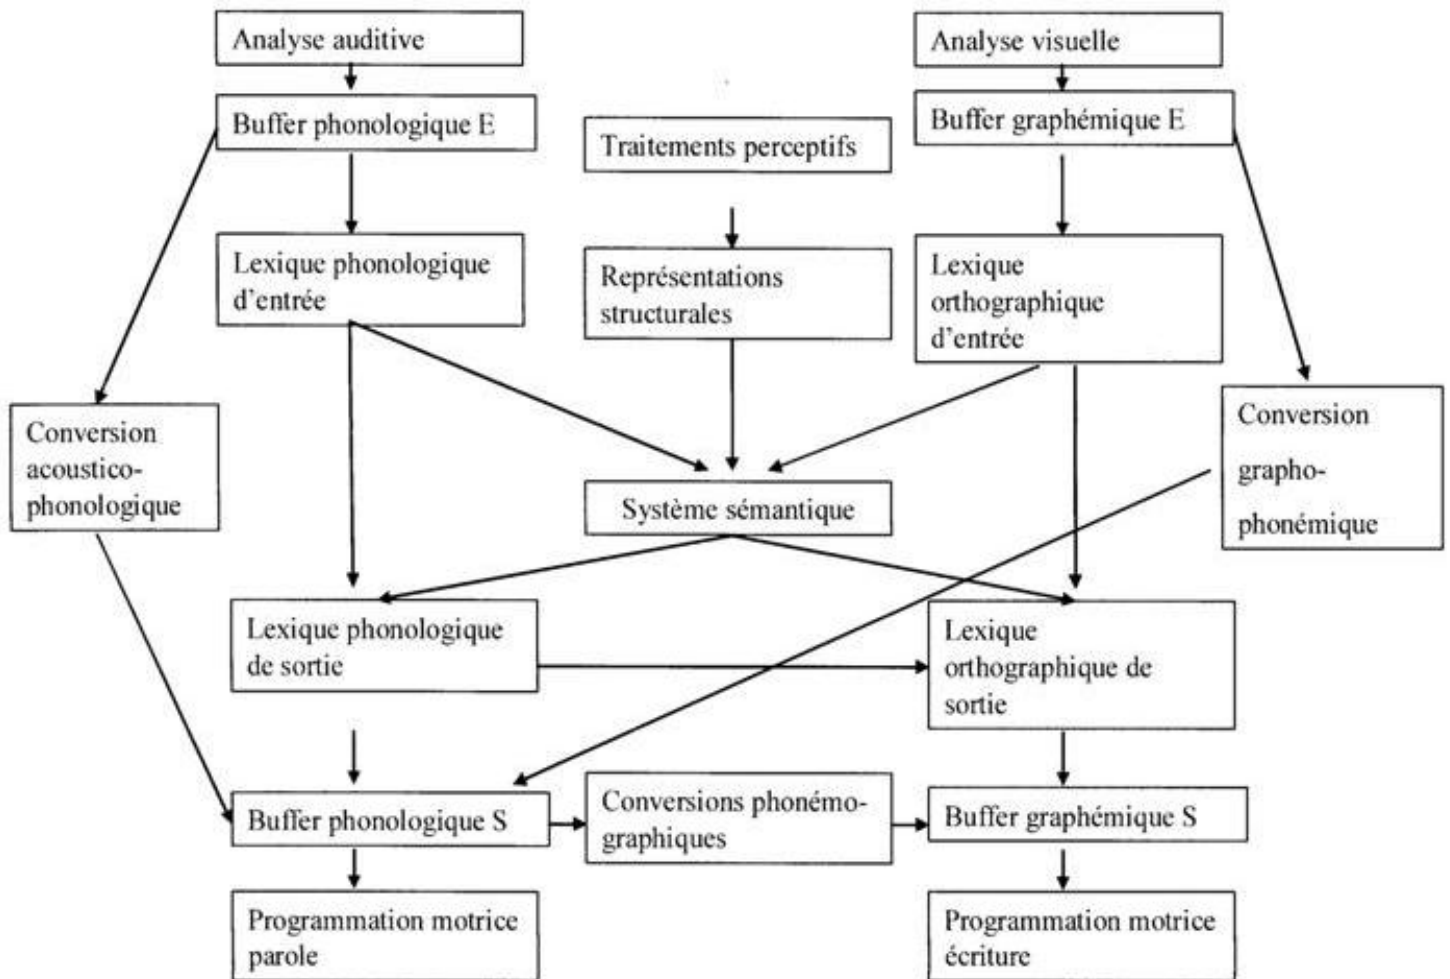 Analyse auditive
Analyse visuelle
Buffer phonologique E
Buffer graphémique E
Traitements perceptifs
Lexique phonologique
d'entrée
Représentations
structurales
Lexique
orthographique
d'entrée
Conversion
acoustico-
phonologique
Conversion
grapho-
phonémique
Système sémantique
Lexique phonologique
de sortie
Lexique
orthographique de
sortie
Buffer phonologique S
Conversions phonémo-
graphiques
Buffer graphémique S
Programmation motrice
parole
Programmation motrice
écriture